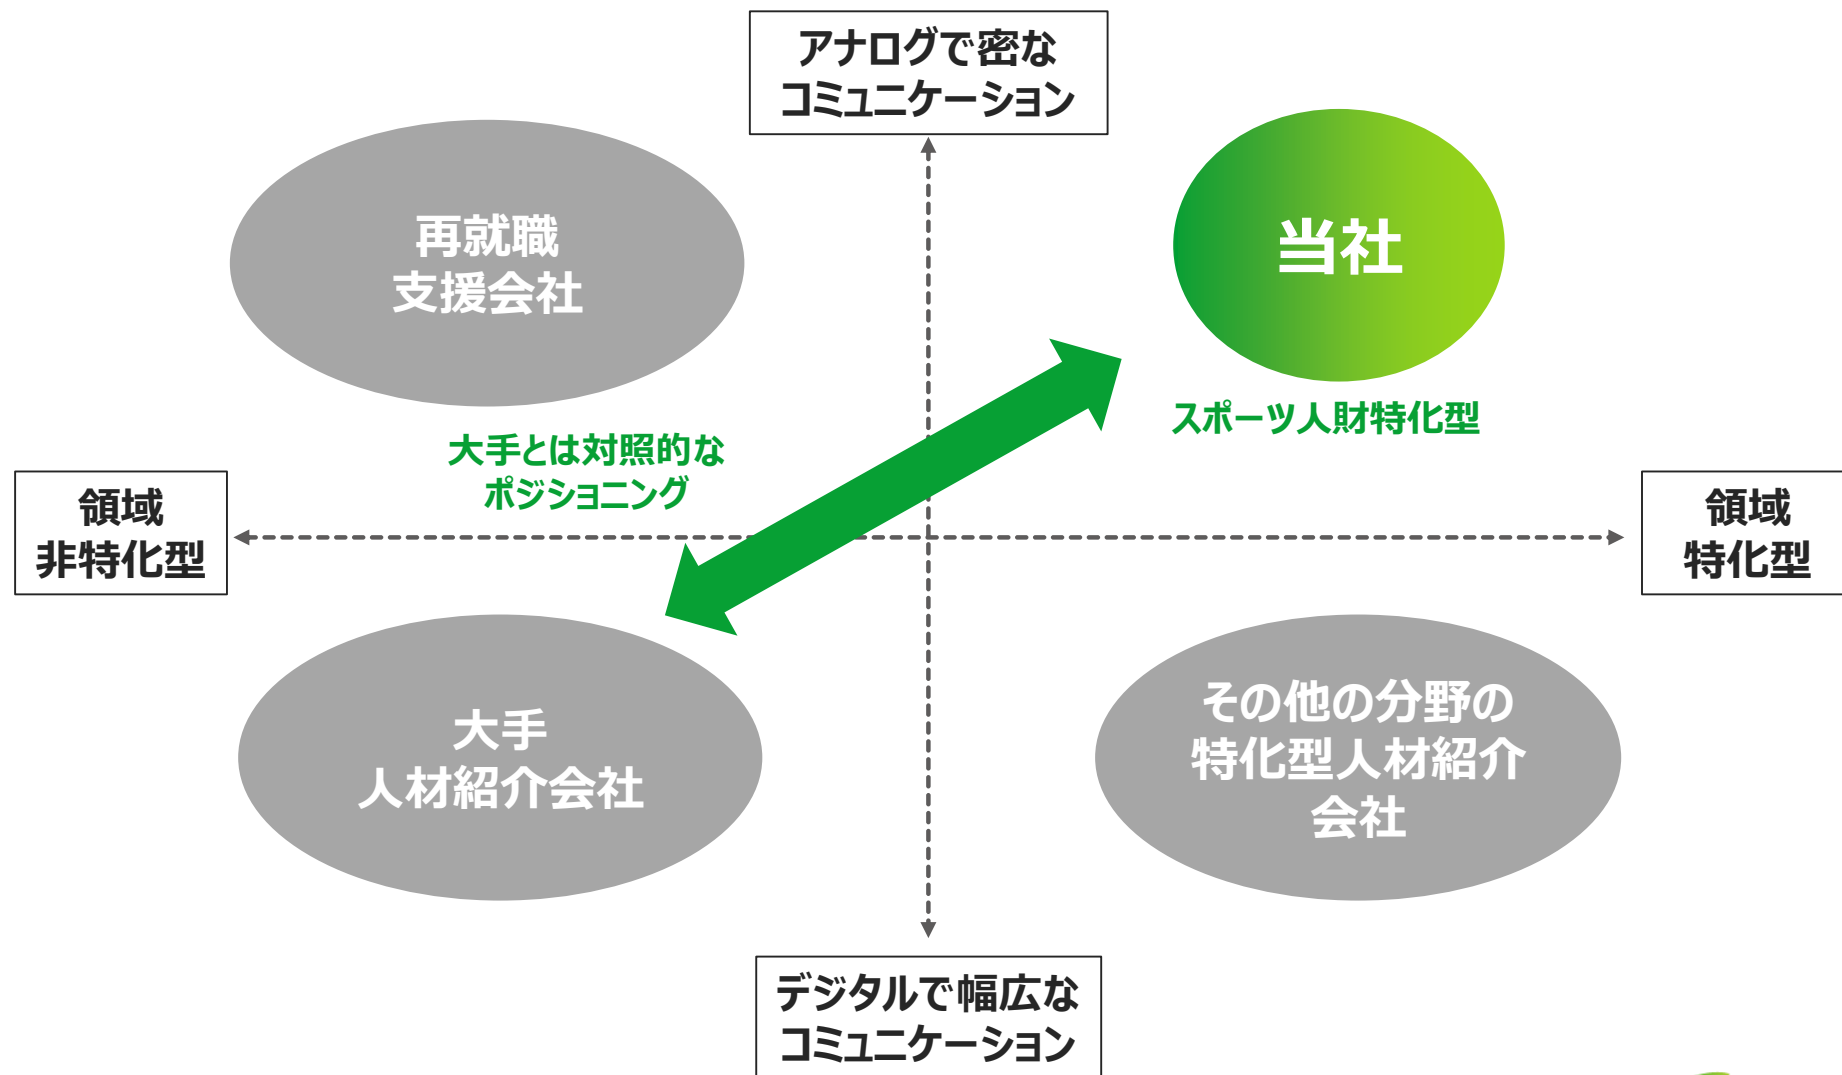 アナログで密な
コミュニケーション
再就職
支援会社
当社
スポーツ人財特化型
大手とは対照的な
ポジショニング
領域
非特化型
領域
特化型
大手
人材紹介会社
その他の分野の
特化型人材紹介
会社
デジタルで幅広な
コミュニケーション